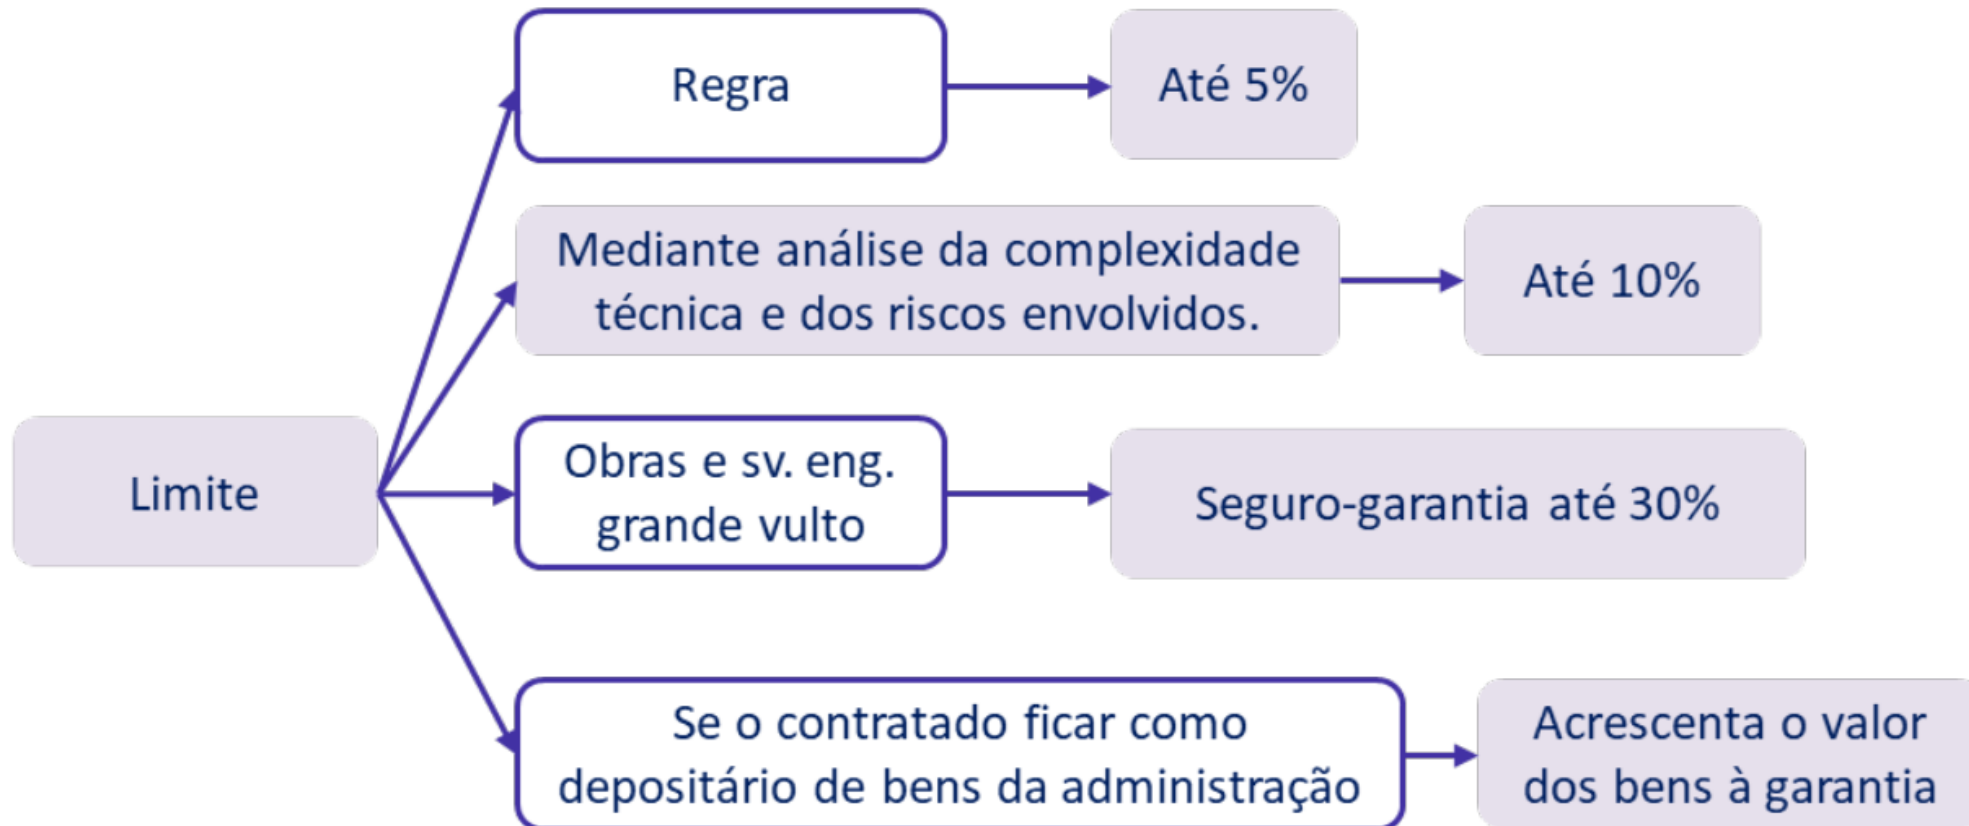 Regra
Até 5%
Mediante análise da complexidade
técnica e dos riscos envolvidos.
Até 10%
Limite
Obras e sv. eng.
grande vulto
Seguro-garantia até 30%
Se o contratado ficar como
depositário de bens da administração
Acrescenta o valor
dos bens à garantia